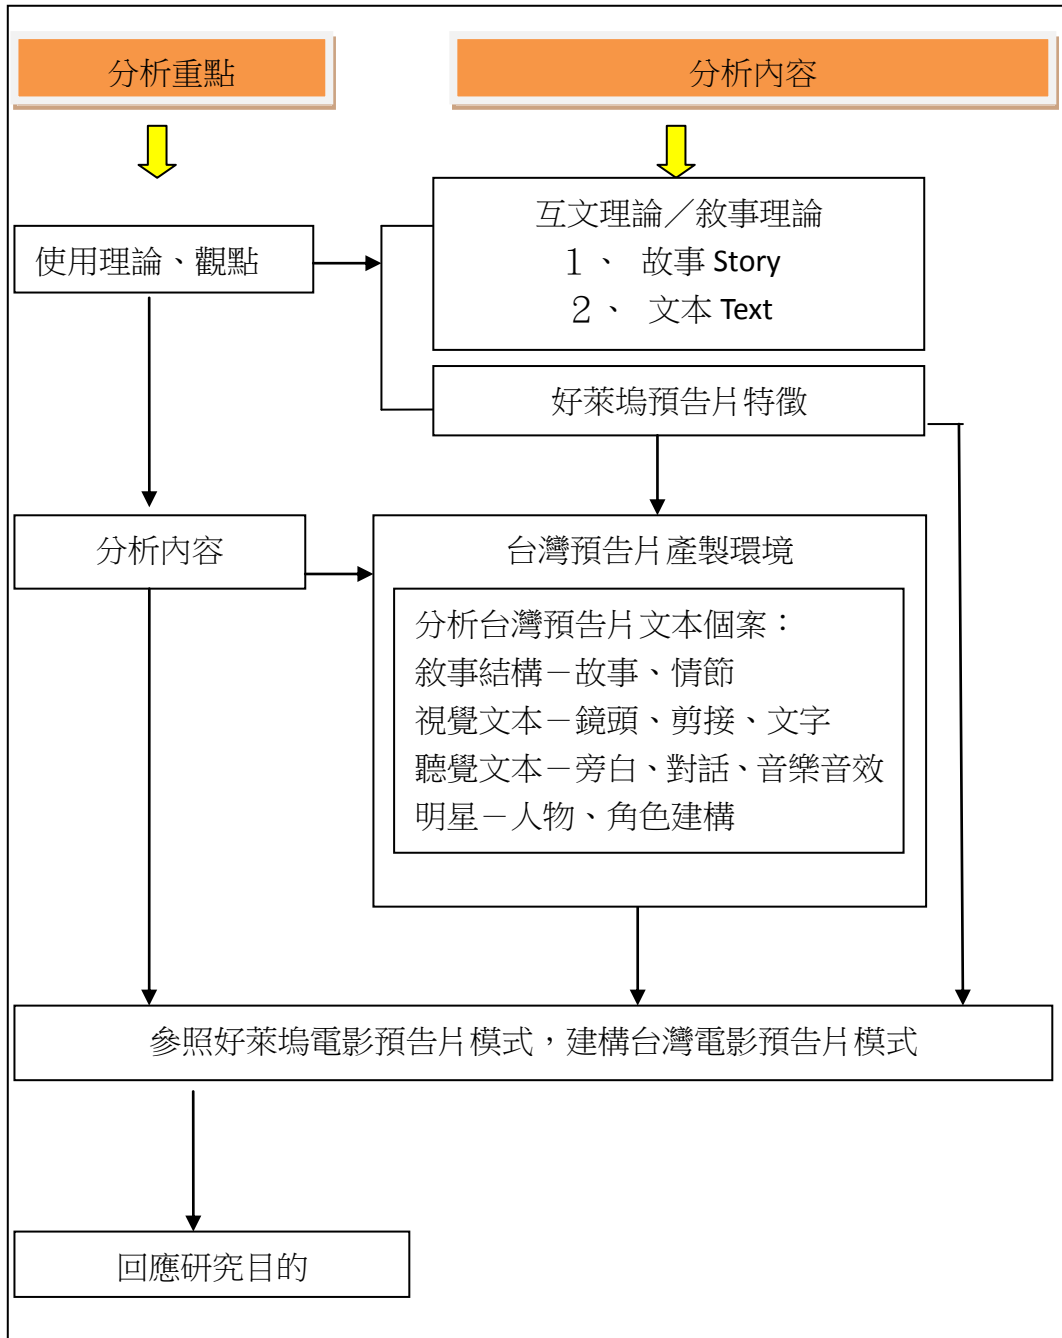 分析重點
分析內容
使用理論、觀點
互文理論／敘事理論
１、 故事 Story
２、 文本 Text
好萊塢預告片特徵
分析內容
台灣預告片產製環境
分析台灣預告片文本個案：
敘事結構－故事、情節
視覺文本－鏡頭、剪接、文字
聽覺文本－旁白、對話、音樂音效
明星－人物、角色建構
參照好萊塢電影預告片模式，建構台灣電影預告片模式
回應研究目的